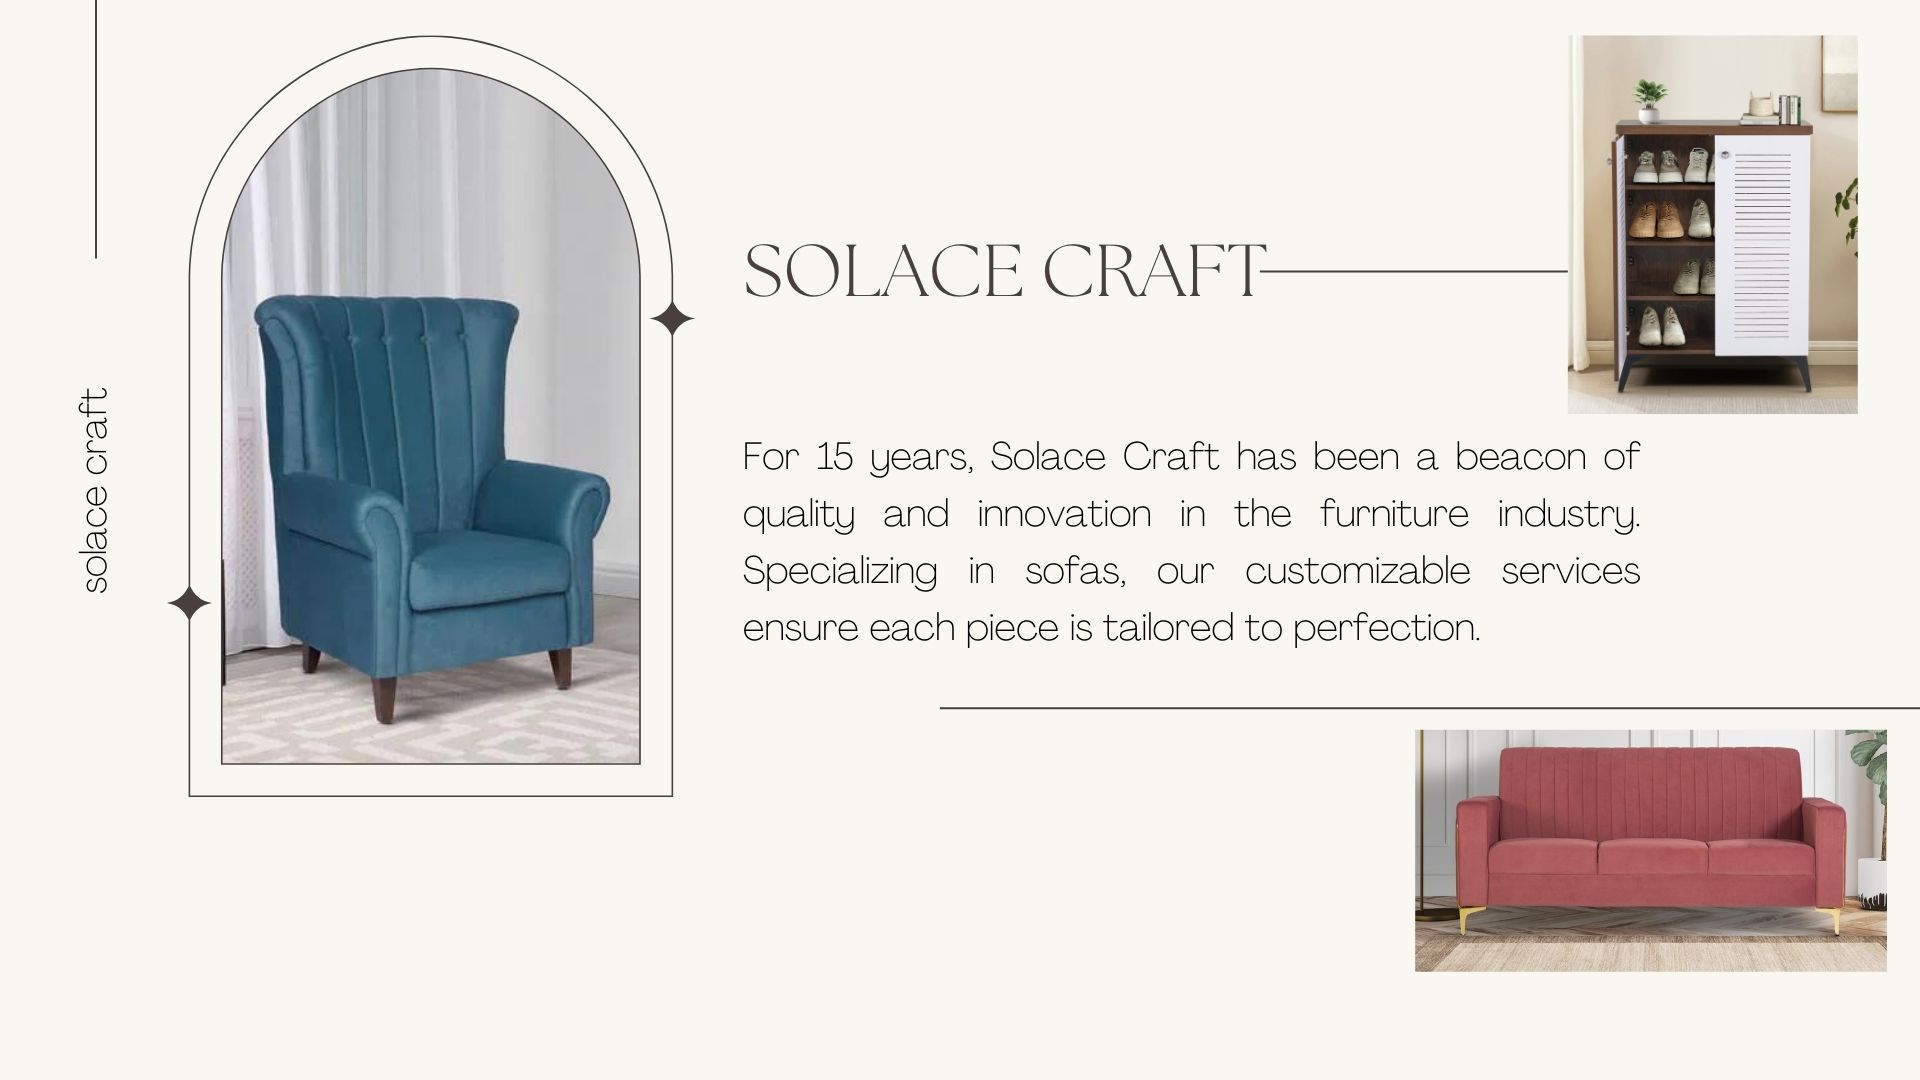 solace craft
SOLACE CRAFT
For 15 years, Solace Craft has been a beacon of
quality and innovation in the furniture industry.
Specializing in sofas, our customizable services
ensure each piece is tailored to perfection.